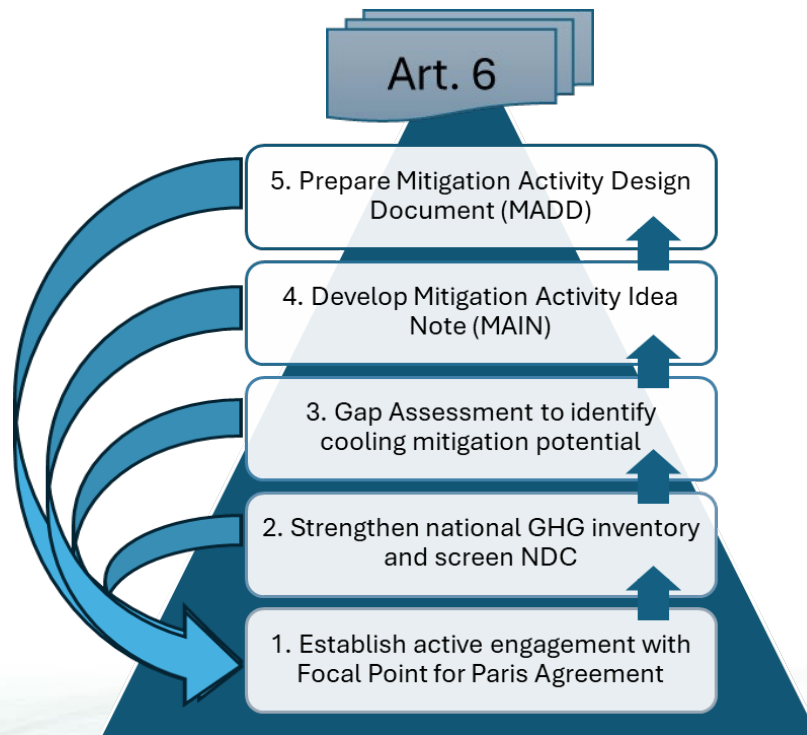 Art. 6
5. Prepare Mitigation Activity Design
Document (MADD)
4. Develop Mitigation Activity Idea
Note (MAIN)
3. Gap Assessment to identify
cooling mitigation potential
2. Strengthen national GHG inventory
and screen NDC
1. Establish active engagement with
Focal Point for Paris Agreement